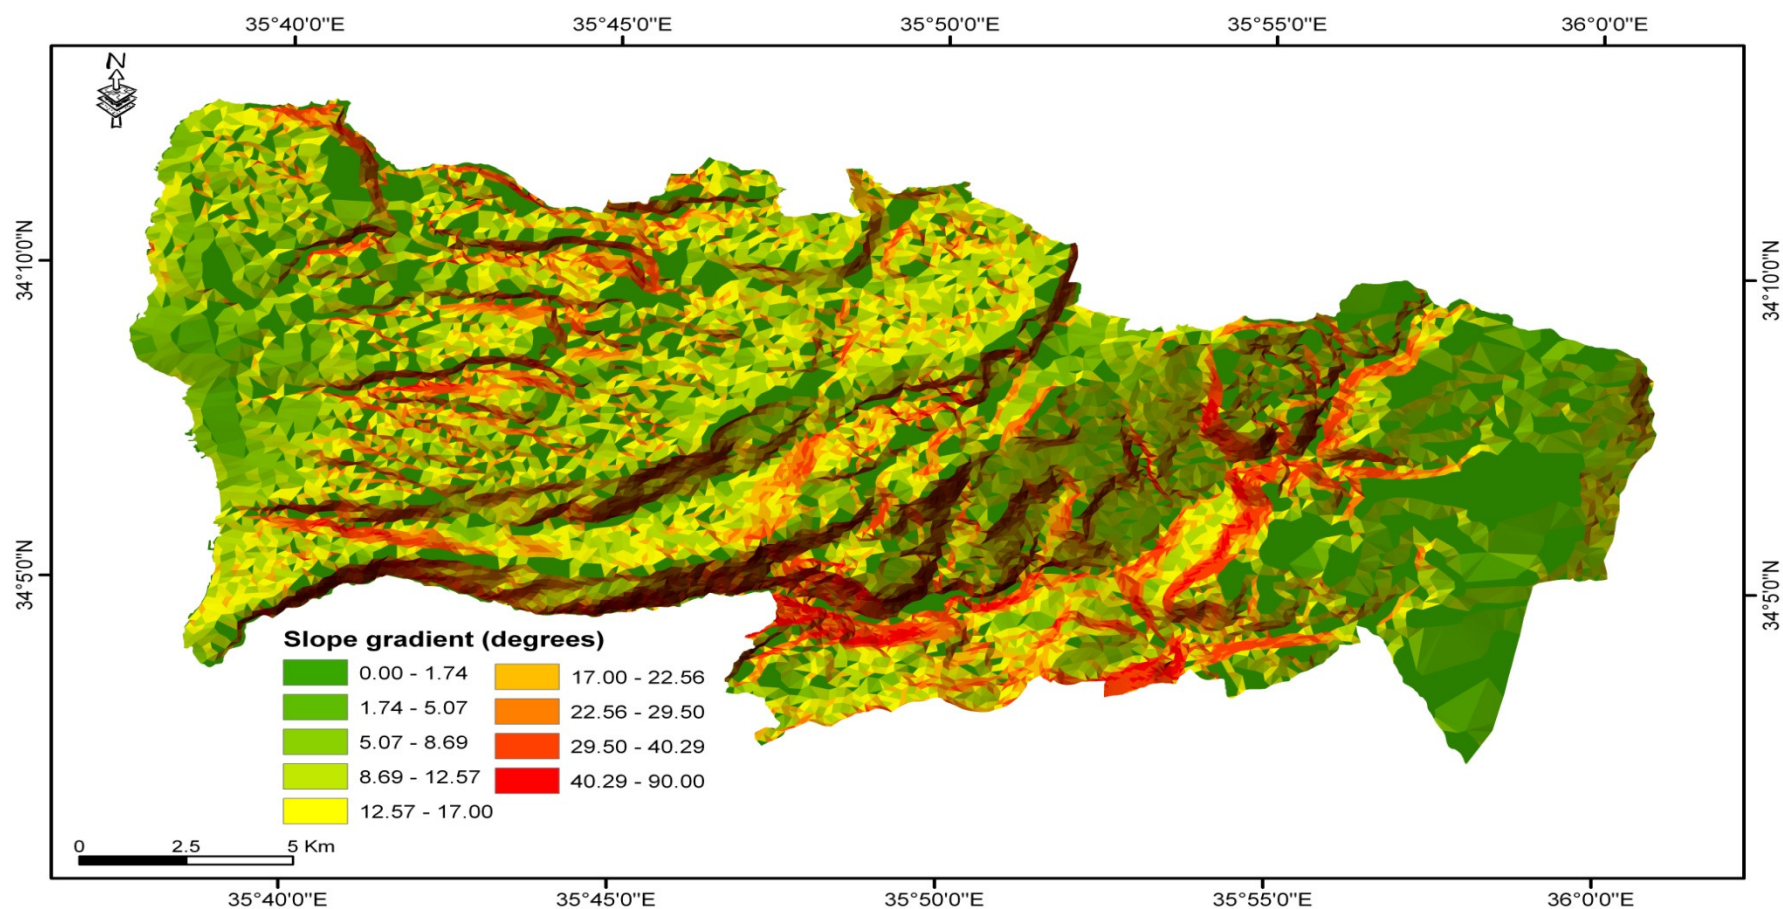 35°40'0"E 35°45'0"E 35°50'0"E 35°55'0"E 36°0'0"E
N
34°10'0"N
34°10'0"N
34°5'0"N
34°5'0"N
Slope gradient (degrees)
0.00 - 1.74
1.74 - 5.07
5.07 - 8.69
8.69 - 12.57
12.57 - 17.00
17.00 - 22.56
22.56 - 29.50
29.50 - 40.29
40.29 - 90.00
0 2.5 5 Km
35°40'0"E 35°45'0"E 35°50'0"E 35°55'0"E 36°0'0"E